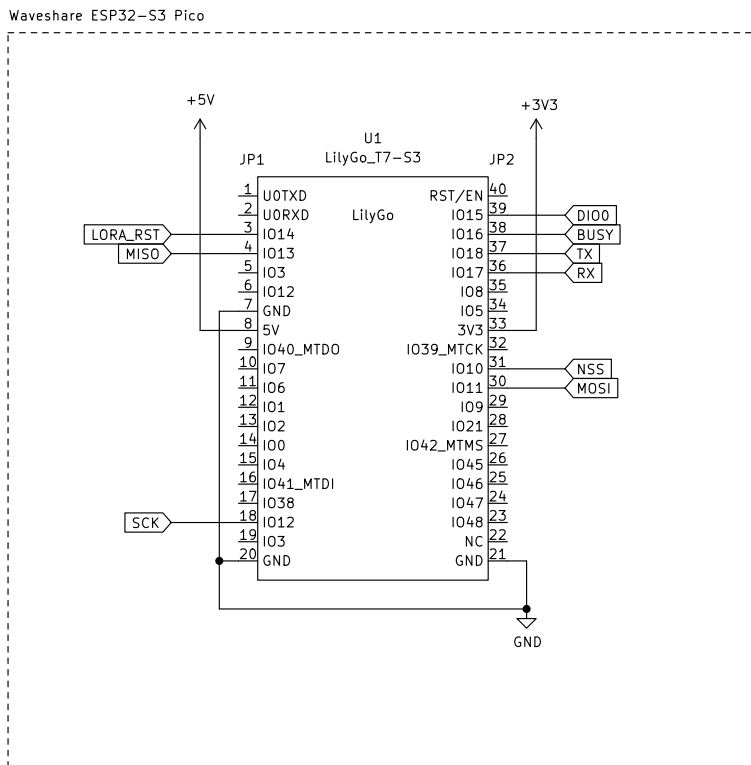 Waveshare ESP32-S3 Pico
+5V
+3V3
U1
JP1 LilyGo_T7-S3 JP2
1 U0TXD RST/EN 40
2 U0RXD LilyGo IO15 39 DIO0
LORA_RST 3 IO14 IO16 38 BUSY
MISO 4 IO13 IO18 37 TX
5 IO3 IO17 36 RX
6 IO12 IO8 35
7 GND IO5 34
8 5V 3V3 33
9 IO40_MTDO IO39_MTCK 32
10 IO7 IO10 31 NSS
11 IO6 IO11 30 MOSI
12 IO1 IO9 29
13 IO2 IO21 28
14 IO0 IO42_MTMS 27
15 IO4 IO45 26
16 IO41_MTDI IO46 25
17 IO38 IO47 24
SCK 18 IO12 IO48 23
19 IO3 NC 22
20 GND GND 21
GND